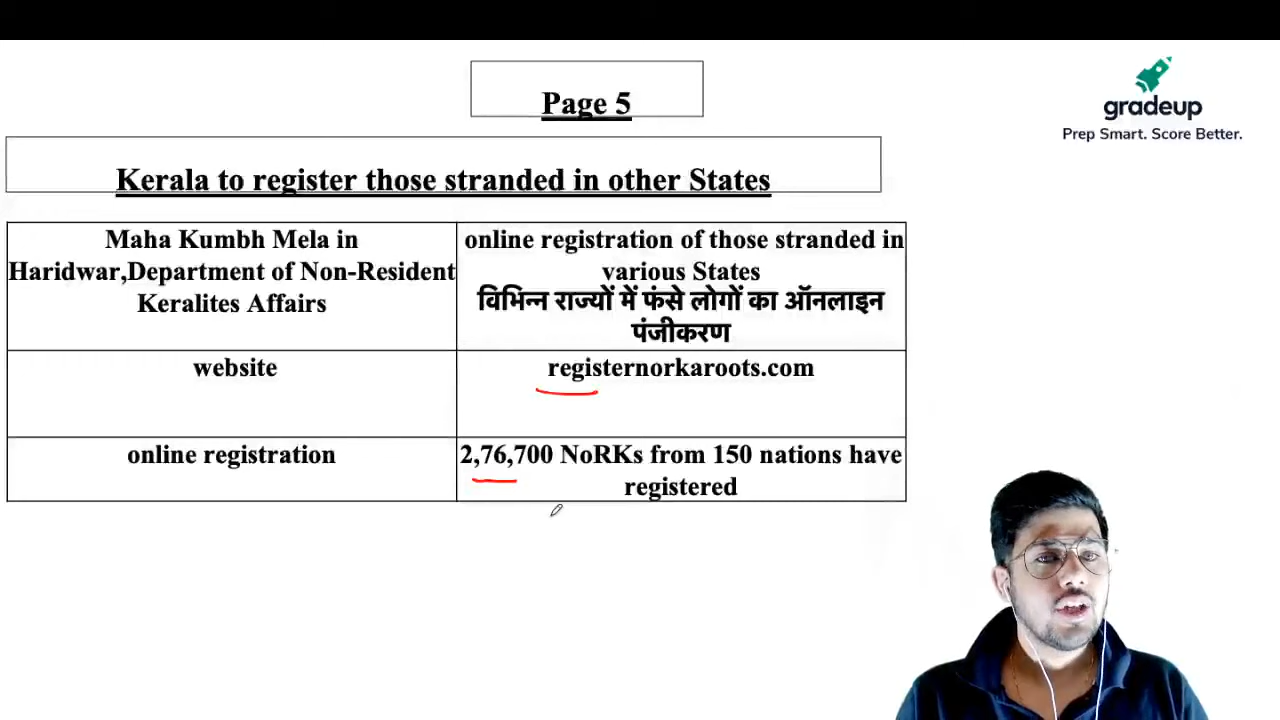 Page 5
gradeup
Prep Smart. Score Better.
Kerala to register those stranded in other States
Maha Kumbh Mela in
Haridwar,Department of Non-Resident
Keralites Affairs
online registration of those stranded in
various States
विभिन्न राज्यों में फंसे लोगों का ऑनलाइन
पंजीकरण
website
registernorkaroots.com
online registration
2,76,700 NoRKs from 150 nations have
registered